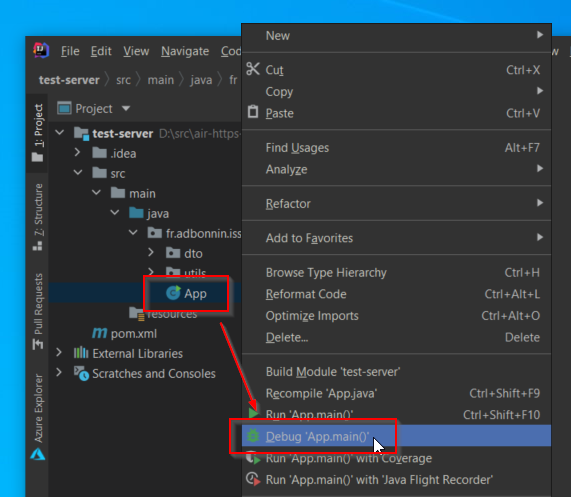 File Edit View Navigate Cod
test-server src main java fr
Project
test-server D:\src\air-https-
.idea
src
main
java
fr.adbonnin.iss
dto
utils
App
resources
pom.xml
External Libraries
Scratches and Consoles
1: Project
Z: Structure
Pull Requests
Azure Explorer
New
Cut Ctrl+X
Copy
Paste Ctrl+V
Find Usages Alt+F7
Analyze
Refactor
Add to Favorites
Browse Type Hierarchy Ctrl+H
Reformat Code Ctrl+Alt+L
Optimize Imports Ctrl+Alt+O
Delete... Delete
Build Module 'test-server'
Recompile 'App.java' Ctrl+Shift+F9
Run 'App.main()' Ctrl+Shift+F10
Debug 'App.main()'
Run 'App.main()' with Coverage
Run 'App.main()' with 'Java Flight Recorder'
w